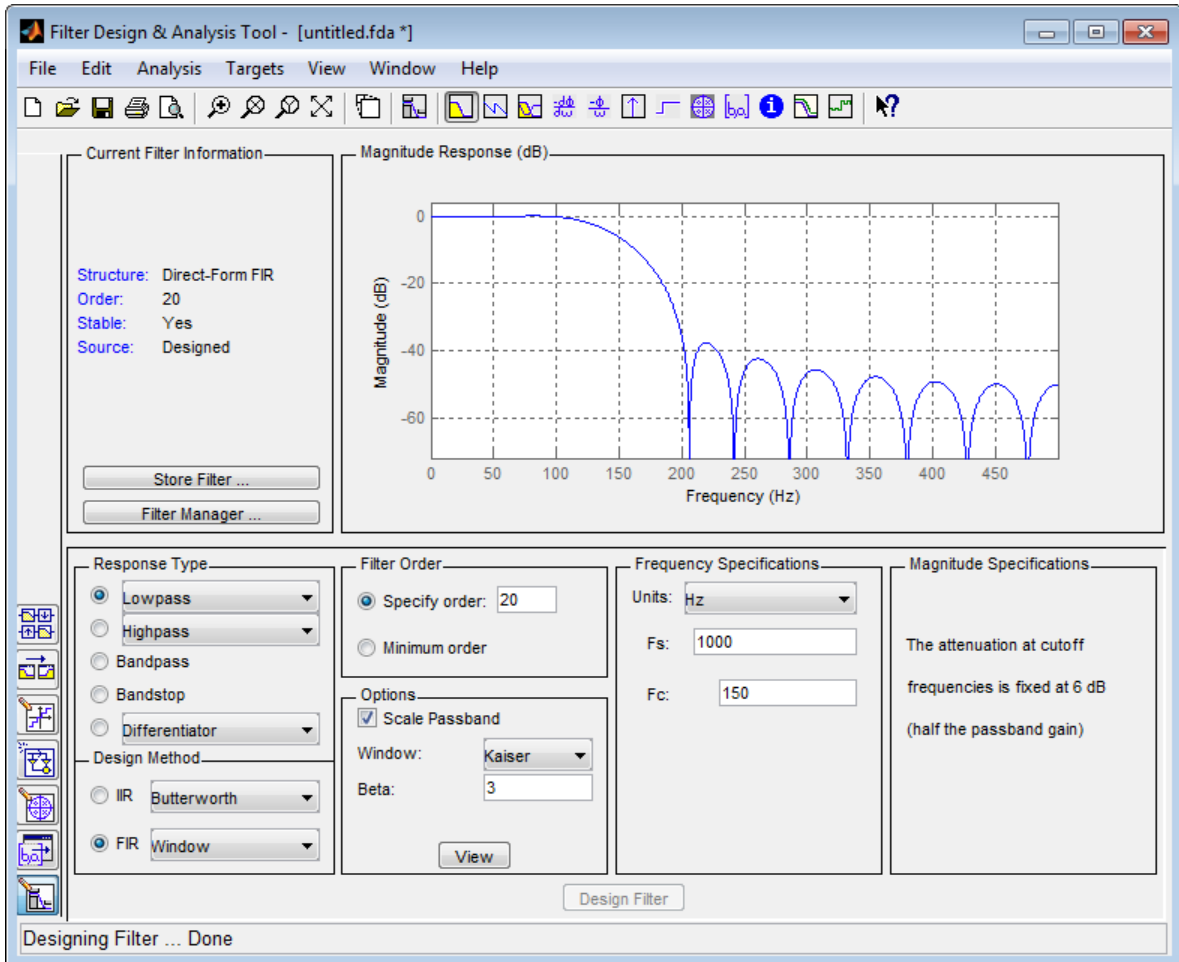 Filter Design & Analysis Tool - [untitled.fda *]
File Edit Analysis Targets View Window Help
Current Filter Information
Structure: Direct-Form FIR
Order: 20
Stable: Yes
Source: Designed
Store Filter ...
Filter Manager ...
Magnitude Response (dB)
0
-20
-40
-60
Magnitude (dB)
0 50 100 150 200 250 300 350 400 450
Frequency (Hz)
Response Type
Lowpass
Highpass
Bandpass
Bandstop
Differentiator
Design Method
IIR Butterworth
FIR Window
Filter Order
Specify order: 20
Minimum order
Options
Scale Passband
Window: Kaiser
Beta: 3
View
Frequency Specifications
Units: Hz
Fs: 1000
Fc: 150
Magnitude Specifications
The attenuation at cutoff
frequencies is fixed at 6 dB
(half the passband gain)
Design Filter
Designing Filter ... Done